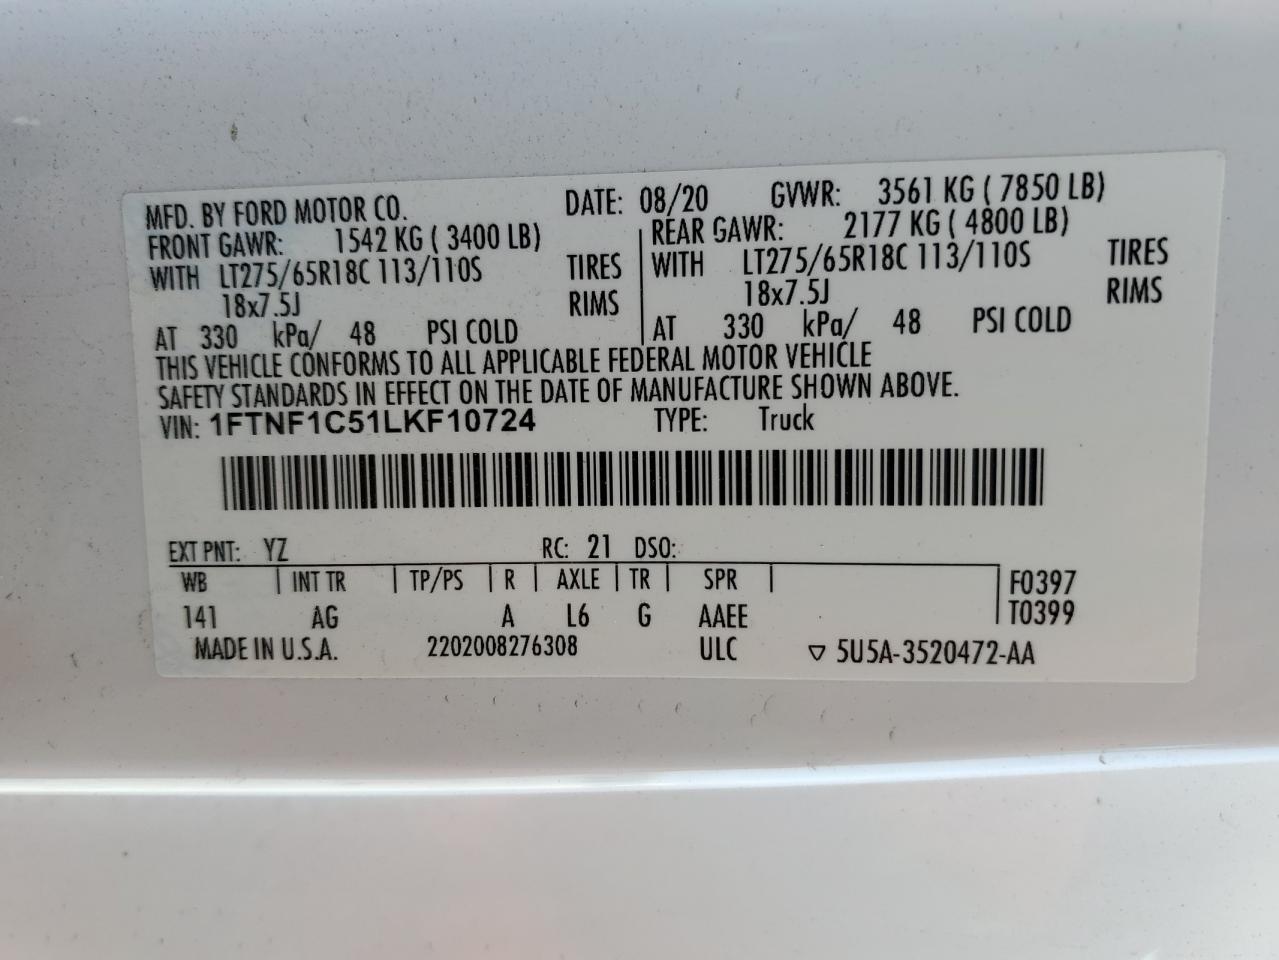 MFD. BY FORD MOTOR CO. DATE: 08/20 GVWR: 3561 KG ( 7850 LB)
FRONT GAWR: 1542 KG ( 3400 LB) REAR GAWR: 2177 KG ( 4800 LB)
WITH LT275/65R18C 113/110S TIRES WITH LT275/65R18C 113/110S TIRES
18x7.5J RIMS 18x7.5J RIMS
AT 330 kPa/ 48 PSI COLD AT 330 kPa/ 48 PSI COLD
THIS VEHICLE CONFORMS TO ALL APPLICABLE FEDERAL MOTOR VEHICLE
SAFETY STANDARDS IN EFFECT ON THE DATE OF MANUFACTURE SHOWN ABOVE.
VIN: 1FTNF1C51LKF10724 TYPE: Truck
EXT PNT: YZ RC: 21 DSO:
WB INT TR TP/PS R AXLE TR SPR F0397
141 AG A L6 G AAEE T0399
MADE IN U.S.A. 2202008276308 ULC ▽ 5U5A-3520472-AA